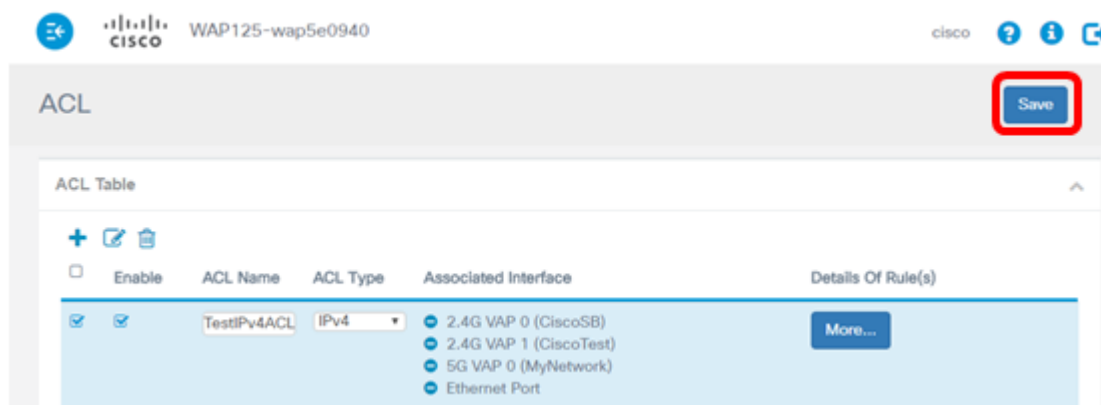 CISCO WAP125-wap5e0940 cisco
ACL Save
ACL Table
Enable ACL Name ACL Type Associated Interface Details Of Rule(s)
TestIPv4ACL IPv4 2.4G VAP 0 (CiscoSB) More...
2.4G VAP 1 (CiscoTest)
5G VAP 0 (MyNetwork)
Ethernet Port